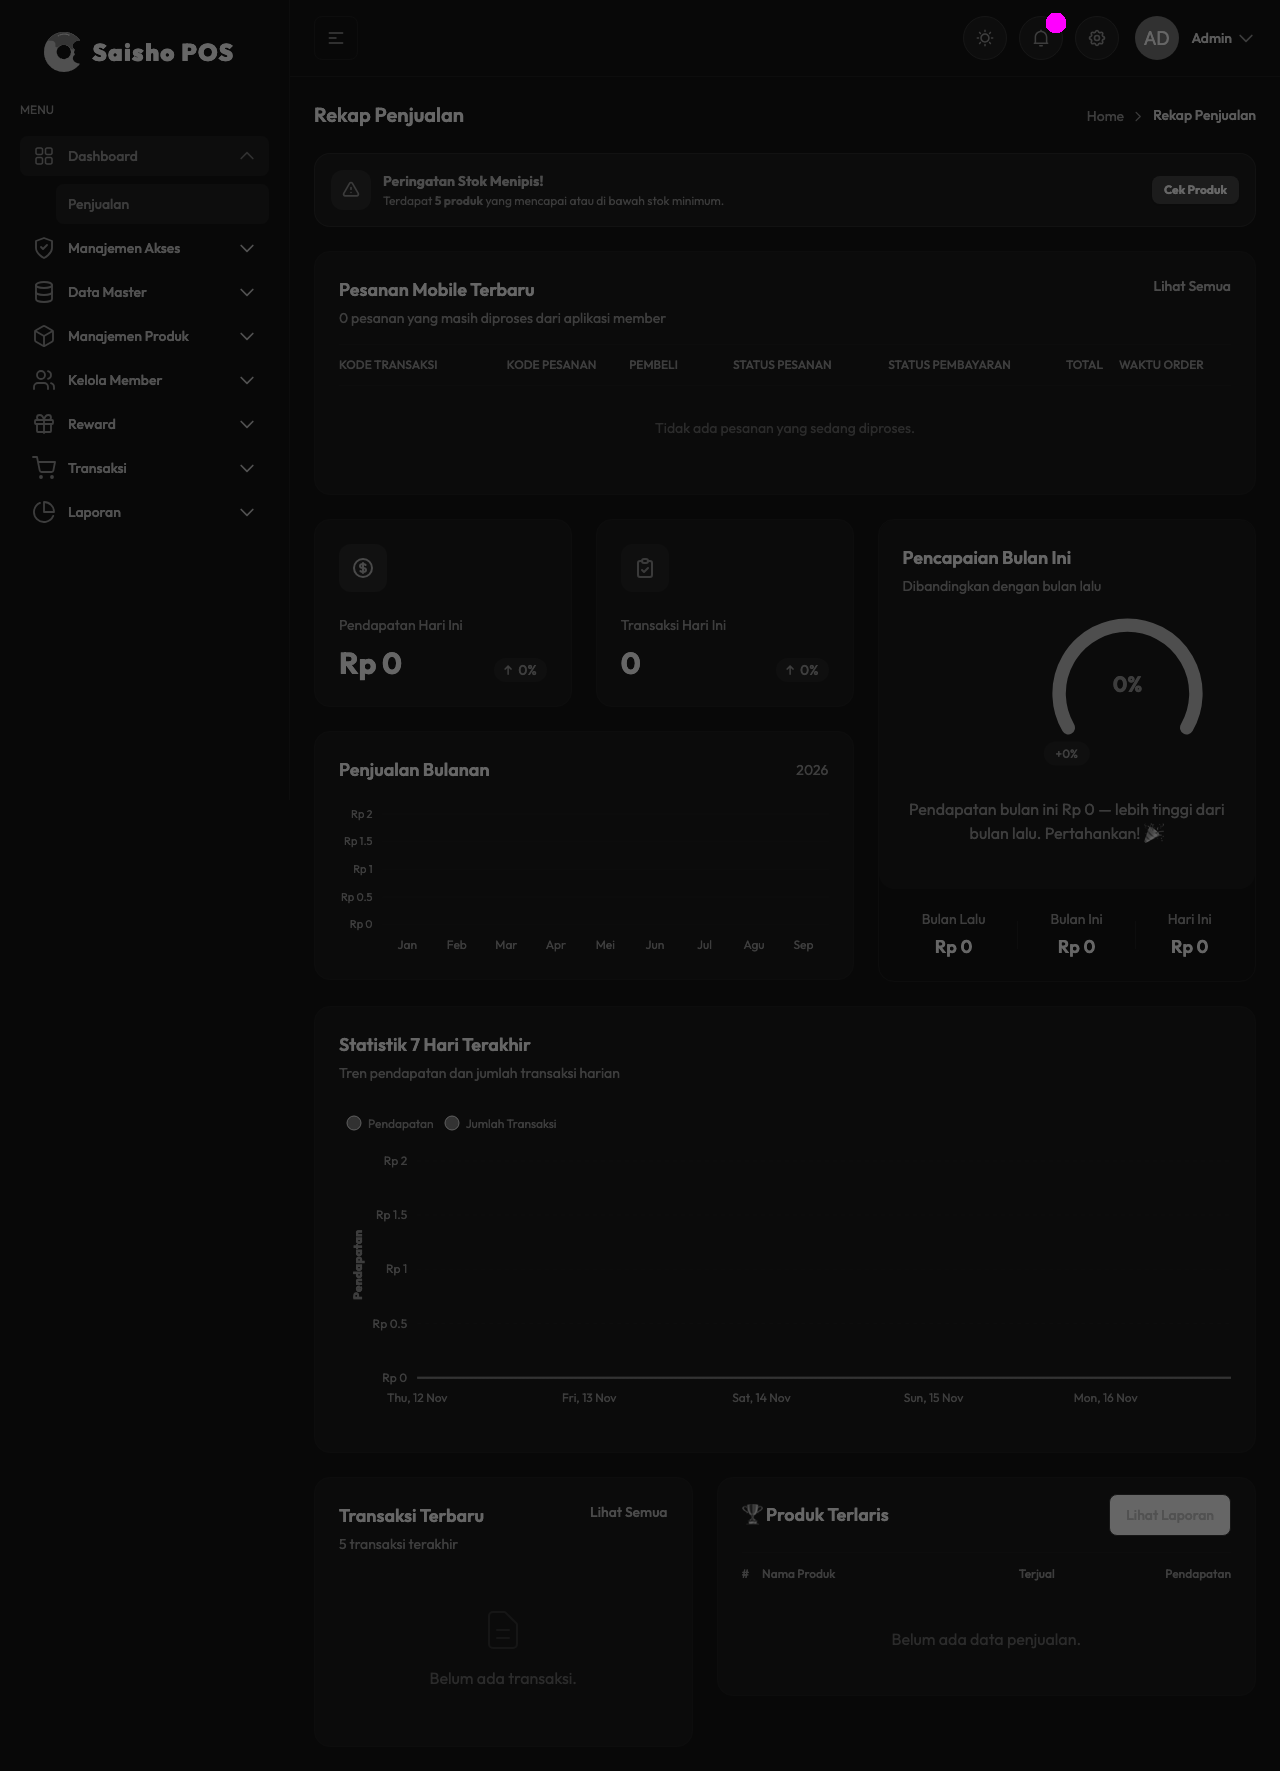 Saisho POS
AD
Admin
MENU
Dashboard
Penjualan
Manajemen Akses
Data Master
Manajemen Produk
Kelola Member
Reward
Transaksi
Laporan
Rekap Penjualan
Home
Rekap Penjualan
Peringatan Stok Menipis!
Terdapat 5 produk yang mencapai atau di bawah stok minimum.
Cek Produk
Pesanan Mobile Terbaru
Lihat Semua
0 pesanan yang masih diproses dari aplikasi member
KODE TRANSAKSI KODE PESANAN PEMBELI STATUS PESANAN STATUS PEMBAYARAN TOTAL WAKTU ORDER
Tidak ada pesanan yang sedang diproses.
Pendapatan Hari Ini
Rp 0
↑ 0%
Transaksi Hari Ini
0
↑ 0%
Pencapaian Bulan Ini
Dibandingkan dengan bulan lalu
0%
+0%
Pendapatan bulan ini Rp 0 — lebih tinggi dari
bulan lalu. Pertahankan! 🎉
Bulan Lalu
Rp 0
Bulan Ini
Rp 0
Hari Ini
Rp 0
Penjualan Bulanan
2026
Rp 2
Rp 1.5
Rp 1
Rp 0.5
Rp 0
Jan Feb Mar Apr Mei Jun Jul Agu Sep
Statistik 7 Hari Terakhir
Tren pendapatan dan jumlah transaksi harian
Pendapatan Jumlah Transaksi
Rp 2
Rp 1.5
Rp 1
Rp 0.5
Rp 0
Pendapatan
Thu, 12 Nov Fri, 13 Nov Sat, 14 Nov Sun, 15 Nov Mon, 16 Nov
Transaksi Terbaru
Lihat Semua
5 transaksi terakhir
Belum ada transaksi.
🏆 Produk Terlaris
Lihat Laporan
# Nama Produk Terjual Pendapatan
Belum ada data penjualan.